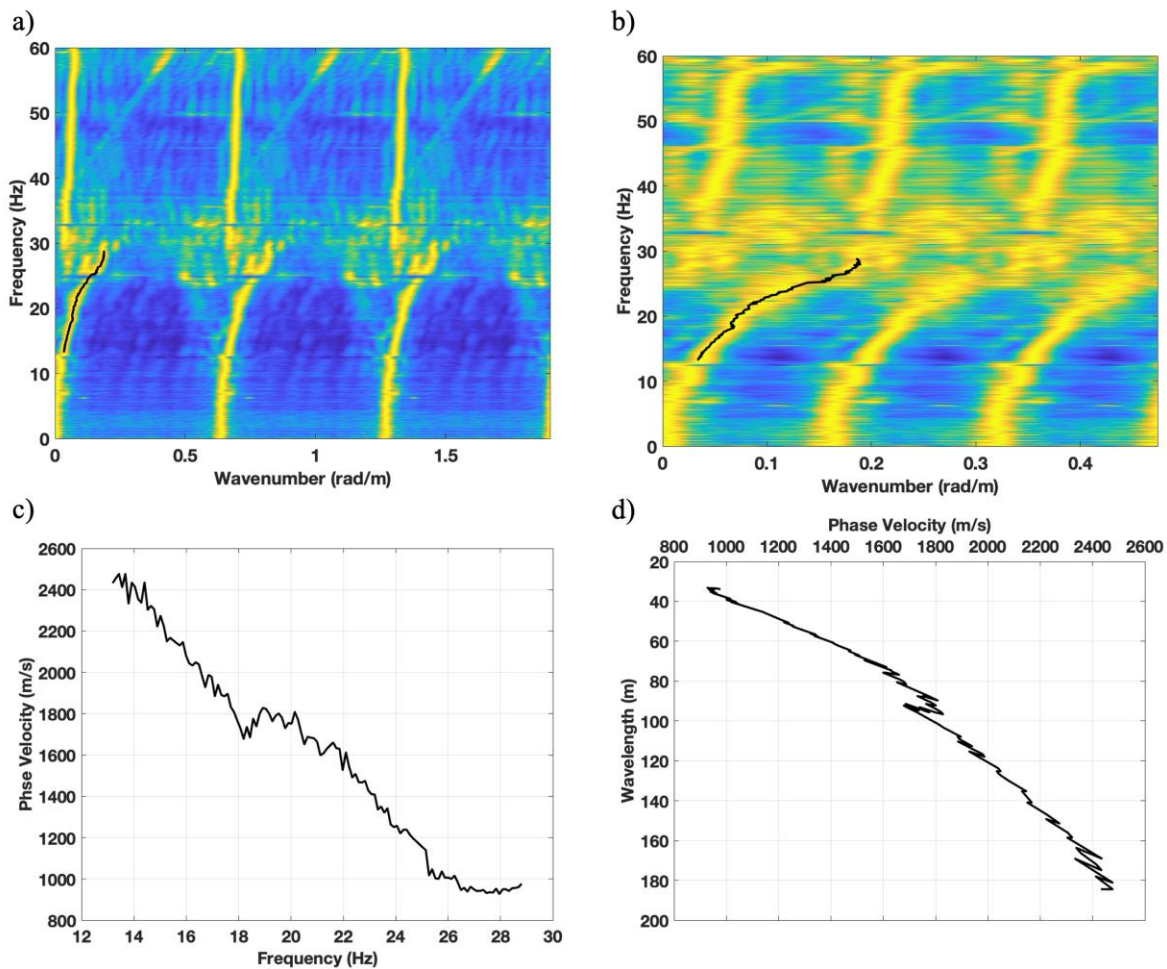 a)
60
50
40
30
20
10
0
Frequency (Hz)
0 0.5 1 1.5
Wavenumber (rad/m)
b)
60
50
40
30
20
10
0
Frequency (Hz)
0 0.1 0.2 0.3 0.4
Wavenumber (rad/m)
c)
2600
2400
2200
2000
1800
1600
1400
1200
1000
800
Phse Velocity (m/s)
12 14 16 18 20 22 24 26 28 30
Frequency (Hz)
d)
Phase Velocity (m/s)
800 1000 1200 1400 1600 1800 2000 2200 2400 2600
20
40
60
80
100
120
140
160
180
200
Wavelength (m)